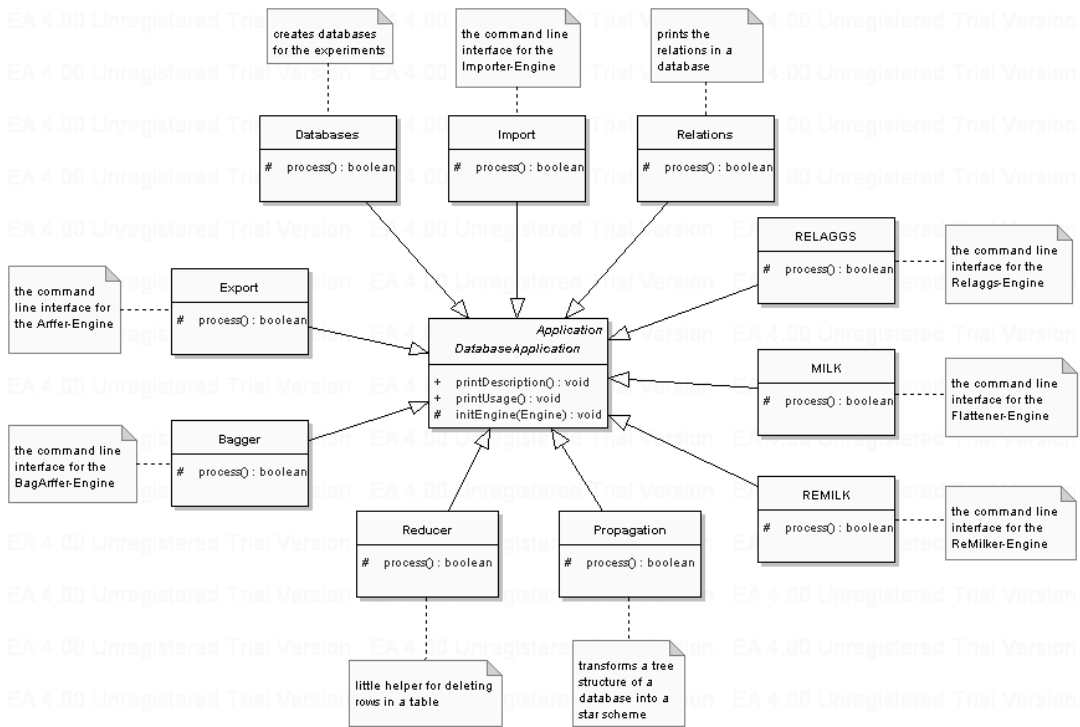 creates databases
for the experiments
the command line
interface for the
Importer-Engine
prints the
relations in a
database
Databases
# process() : boolean
Import
# process() : boolean
Relations
# process() : boolean
RELAGGS
# process() : boolean
the command line
interface for the
Relaggs-Engine
the command
line interface for
the Arffer-Engine
Export
# process() : boolean
Application
DatabaseApplication
+ printDescription() : void
+ printUsage() : void
# initEngine(Engine) : void
MILK
# process() : boolean
the command line
interface for the
Flattener-Engine
the command line
interface for the
BagArffer-Engine
Bagger
# process() : boolean
REMILK
# process() : boolean
the command line
interface for the
ReMilker-Engine
Reducer
# process() : boolean
Propagation
# process() : boolean
little helper for deleting
rows in a table
transforms a tree
structure of a
database into a
star scheme
EA 4.00 Unregistered Trial Version